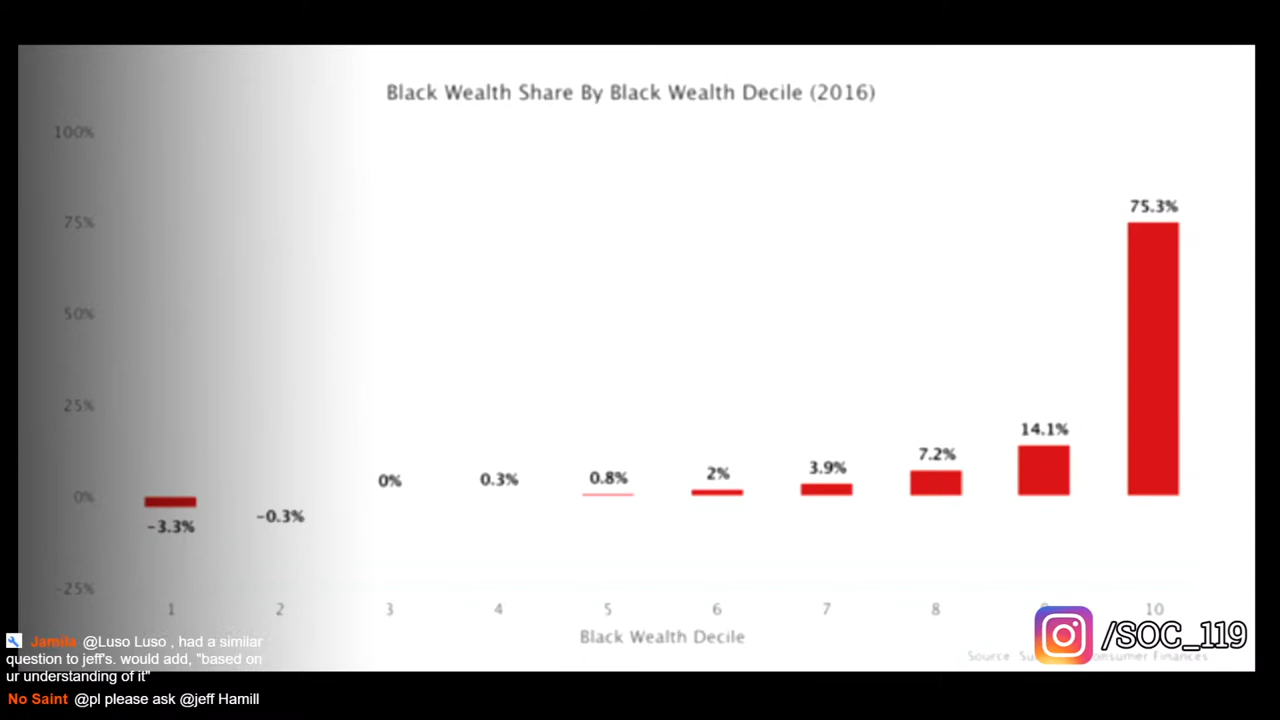 Black Wealth Share By Black Wealth Decile (2016)
100%
75%
50%
25%
0%
-25%
-3.3%
-0.3%
0%
0.3%
0.8%
2%
3.9%
7.2%
14.1%
75.3%
1 2 3 4 5 6 7 8 10
Black Wealth Decile
Source Consumer Finances
/SOC_119
Jamila @Luso Luso , had a similar
question to jeff's. would add, "based on
ur understanding of it"
No Saint @pl please ask @jeff Hamill